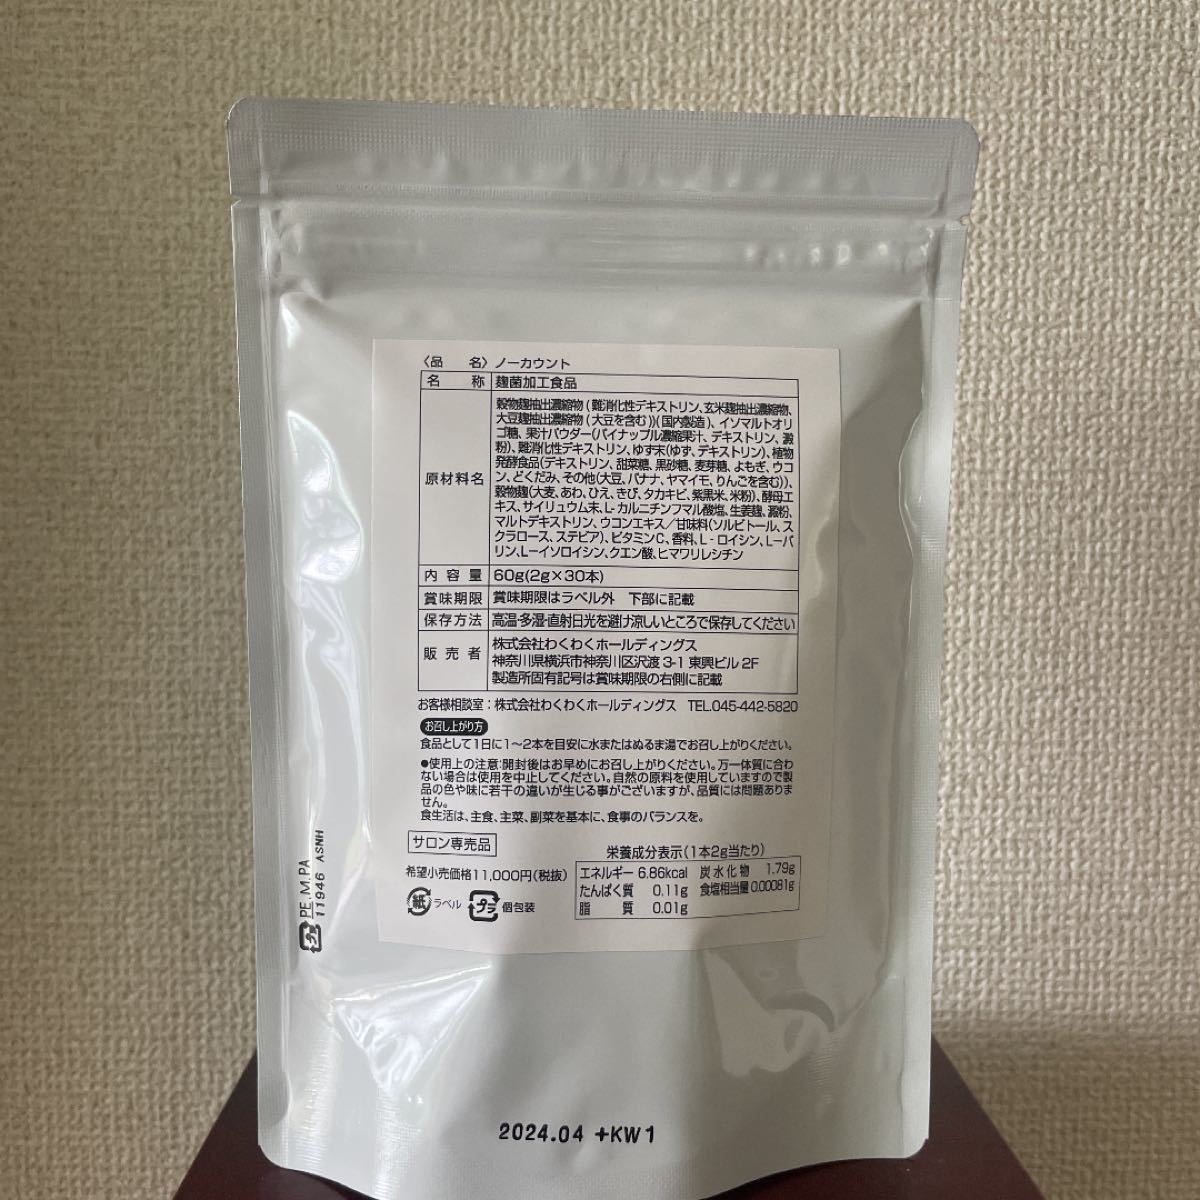 〈品　名〉ノーカウント
名　称 麹菌加工食品
原材料名
穀物麹抽出濃縮物(難消化性デキストリン、玄米麹抽出濃縮物、
大豆麹抽出濃縮物(大豆を含む))(国内製造)、イソマルトオリ
ゴ糖、果汁パウダー(パイナップル濃縮果汁、デキストリン、澱
粉)、難消化性デキストリン、ゆず末(ゆず、デキストリン)、植物
発酵食品(デキストリン、甜菜糖、黒砂糖、麦芽糖、よもぎ、ウコ
ン、どくだみ、その他(大豆、バナナ、ヤマイモ、りんごを含む))、
穀物麹(大麦、あわ、ひえ、きび、タカキビ、紫黒米、米粉)、酵母エ
キス、サイリュウム末、L-カルニチンフマル酸塩、生姜麹、澱粉、
マルトデキストリン、ウコンエキス/甘味料(ソルビトール、ス
クラロース、ステビア)、ビタミンC、香料、L-ロイシン、L-バ
リン、L-イソロイシン、クエン酸、ヒマワリレシチン
内容量 60g(2g×30本)
賞味期限 賞味期限はラベル外　下部に記載
保存方法 高温・多湿・直射日光を避け涼しいところで保存してください
販売者
株式会社わくわくホールディングス
神奈川県横浜市神奈川区沢渡3-1 東興ビル2F
製造所固有記号は賞味期限の右側に記載
お客様相談室：株式会社わくわくホールディングス　TEL.045-442-5820
お召し上がり方
食品として1日に1〜2本を目安に水またはぬるま湯でお召し上がりください。
●使用上の注意:開封後はお早めにお召し上がりください。万一体質に合わ
ない場合は使用を中止してください。自然の原料を使用していますので製
品の色や味に若干の違いが生じる事がございますが、品質には問題ありま
せん。
食生活は、主食、主菜、副菜を基本に、食事のバランスを。
サロン専売品
希望小売価格11,000円(税抜)
紙 ラベル プラ 個包装
栄養成分表示(1本2g当たり)
エネルギー 6.86kcal 炭水化物 1.79g
たんぱく質 0.11g 食塩相当量 0.00081g
脂　質 0.01g
プラ PE.M.PA
11946 ASNH
2024.04 +KW1